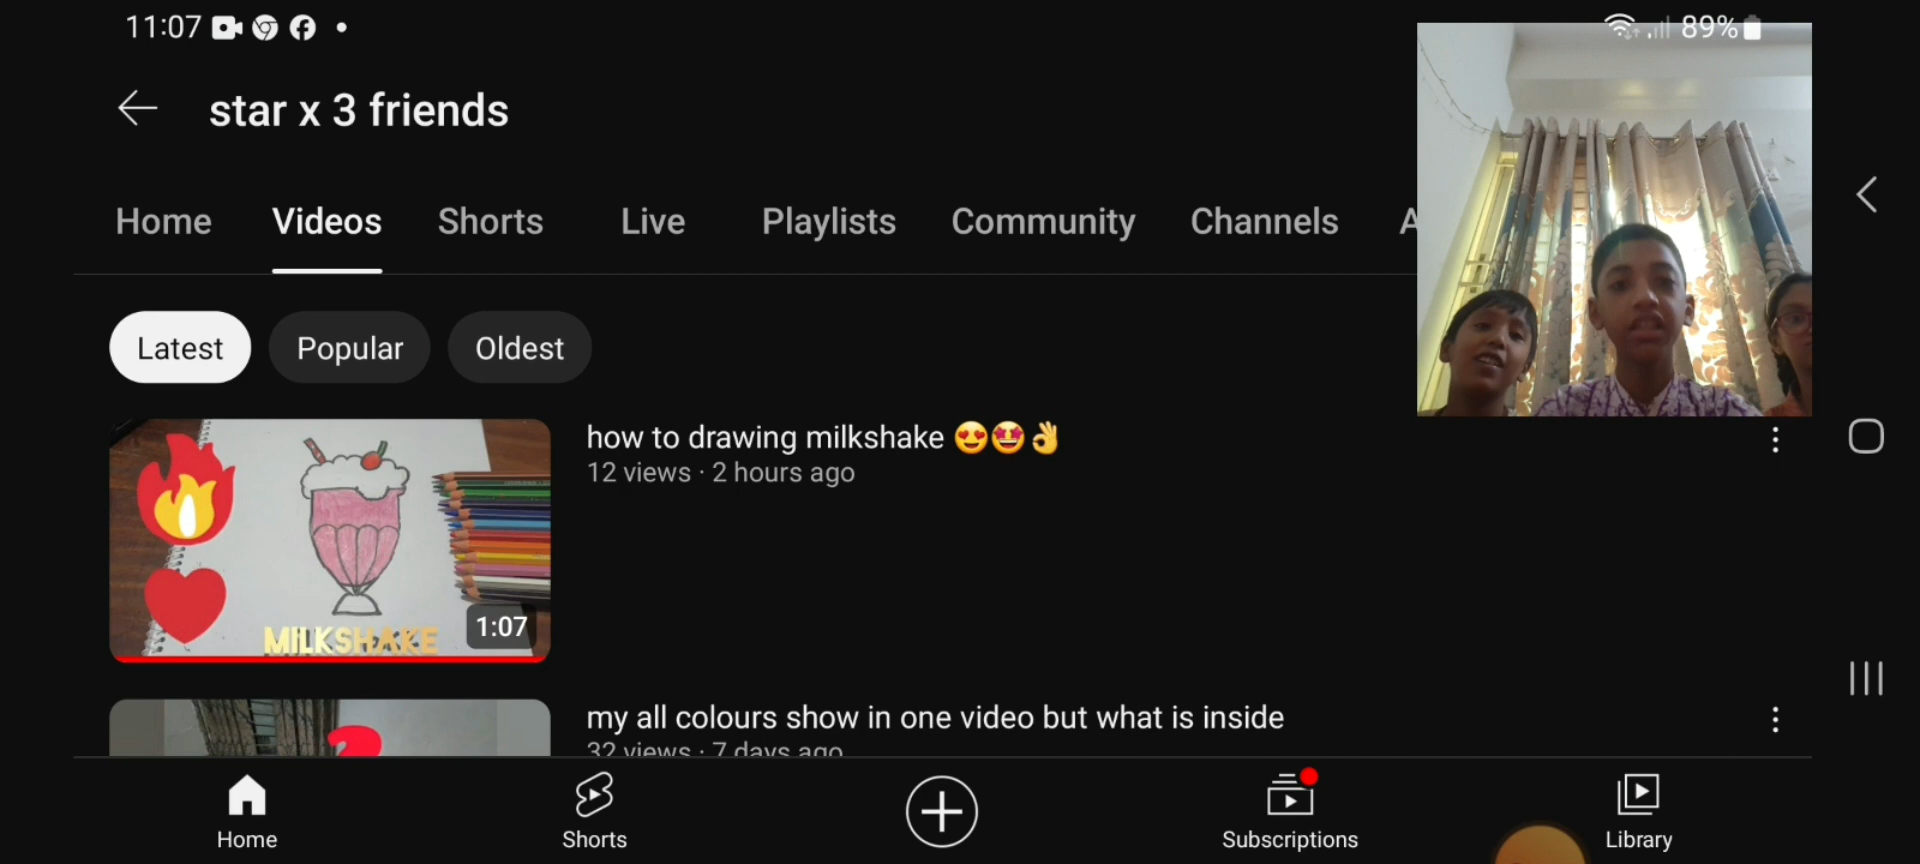 11:07
89%
star x 3 friends
Home Videos Shorts Live Playlists Community Channels A
Latest Popular Oldest
how to drawing milkshake 😍🤩👌
12 views · 2 hours ago
MILKSHAKE
1:07
my all colours show in one video but what is inside
32 views · 7 days ago
Home Shorts Subscriptions Library